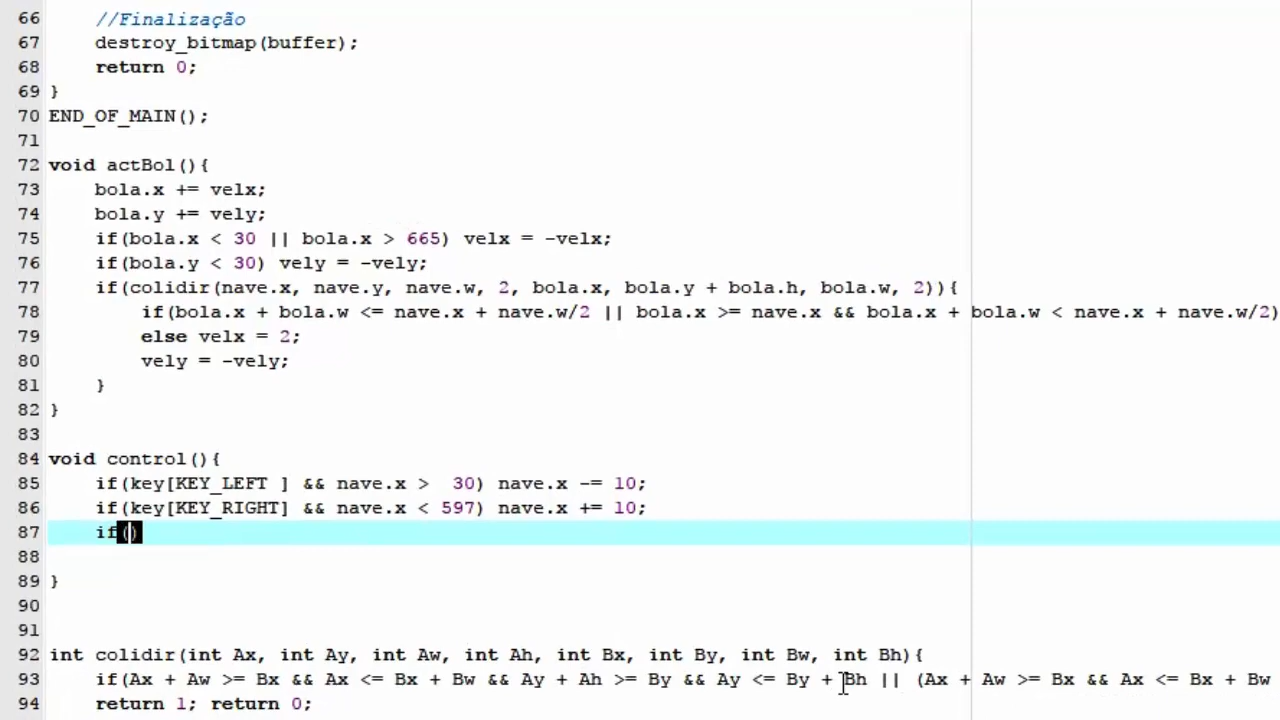 66 //Finalização
67 destroy_bitmap(buffer);
68 return 0;
69 }
70 END_OF_MAIN();
71
72 void actBol(){
73 bola.x += velx;
74 bola.y += vely;
75 if(bola.x < 30 || bola.x > 665) velx = -velx;
76 if(bola.y < 30) vely = -vely;
77 if(colidir(nave.x, nave.y, nave.w, 2, bola.x, bola.y + bola.h, bola.w, 2)){
78 if(bola.x + bola.w <= nave.x + nave.w/2 || bola.x >= nave.x && bola.x + bola.w < nave.x + nave.w/2)
79 else velx = 2;
80 vely = -vely;
81 }
82 }
83
84 void control(){
85 if(key[KEY_LEFT ] && nave.x >  30) nave.x -= 10;
86 if(key[KEY_RIGHT] && nave.x < 597) nave.x += 10;
87 if()
88
89 }
90
91
92 int colidir(int Ax, int Ay, int Aw, int Ah, int Bx, int By, int Bw, int Bh){
93 if(Ax + Aw >= Bx && Ax <= Bx + Bw && Ay + Ah >= By && Ay <= By + Bh || (Ax + Aw >= Bx && Ax <= Bx + Bw
94 return 1; return 0;